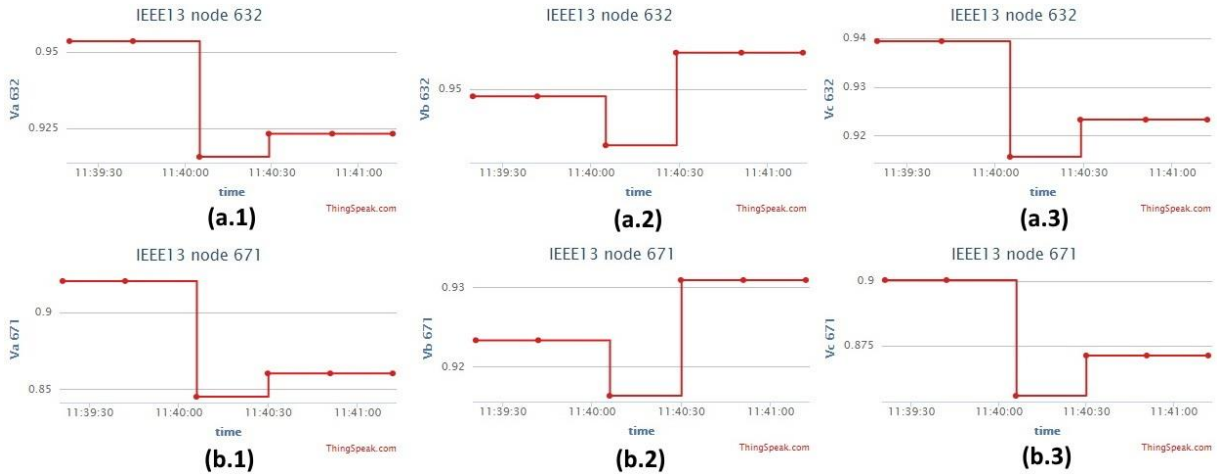 IEEE13 node 632
0.95
0.925
Va 632
11:39:30 11:40:00 11:40:30 11:41:00
time
ThingSpeak.com
(a.1)
IEEE13 node 632
0.95
Vb 632
11:39:30 11:40:00 11:40:30 11:41:00
time
ThingSpeak.com
(a.2)
IEEE13 node 632
0.94
0.93
0.92
Vc 632
11:39:30 11:40:00 11:40:30 11:41:00
time
ThingSpeak.com
(a.3)
IEEE13 node 671
0.9
0.85
Va 671
11:39:30 11:40:00 11:40:30 11:41:00
time
ThingSpeak.com
(b.1)
IEEE13 node 671
0.93
0.92
Vb 671
11:39:30 11:40:00 11:40:30 11:41:00
time
ThingSpeak.com
(b.2)
IEEE13 node 671
0.9
0.875
Vc 671
11:39:30 11:40:00 11:40:30 11:41:00
time
ThingSpeak.com
(b.3)